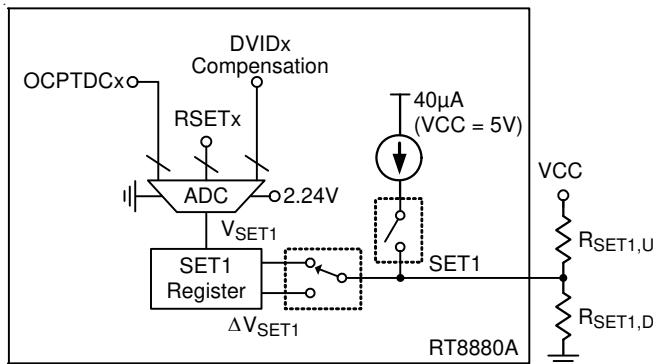 DVIDx
Compensation
OCPTDCx
RSETx
40µA
(VCC = 5V)
VCC
ADC
2.24V
VSET1
SET1
Register
SET1
RSET1,U
RSET1,D
ΔVSET1
RT8880A